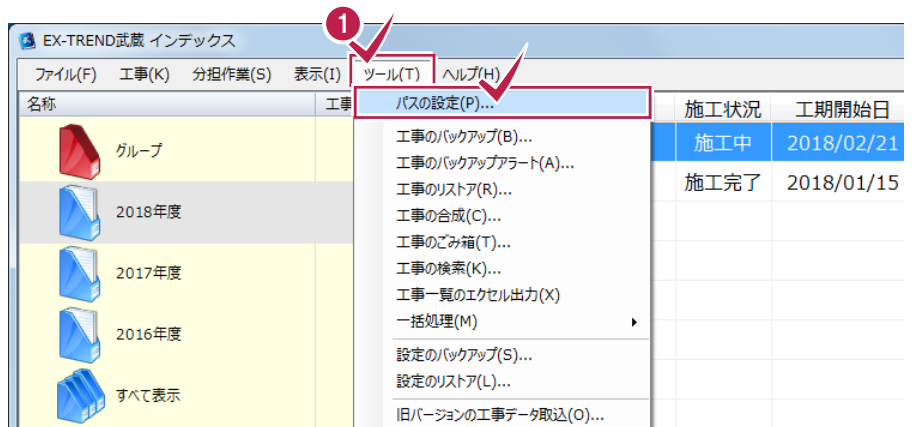 1
EX-TREND武蔵 インデックス
ファイル(F) 工事(K) 分担作業(S) 表示(I) ツール(T) ヘルプ(H)
名称 工事 施工状況 工期開始日
パスの設定(P)...
グループ
工事のバックアップ(B)...
施工中 2018/02/21
工事のバックアップアラート(A)...
工事のリストア(R)...
施工完了 2018/01/15
2018年度
工事の合成(C)...
工事のごみ箱(T)...
2017年度
工事の検索(K)...
工事一覧のエクセル出力(X)
一括処理(M)
2016年度
設定のバックアップ(S)...
設定のリストア(L)...
すべて表示
旧バージョンの工事データ取込(O)...